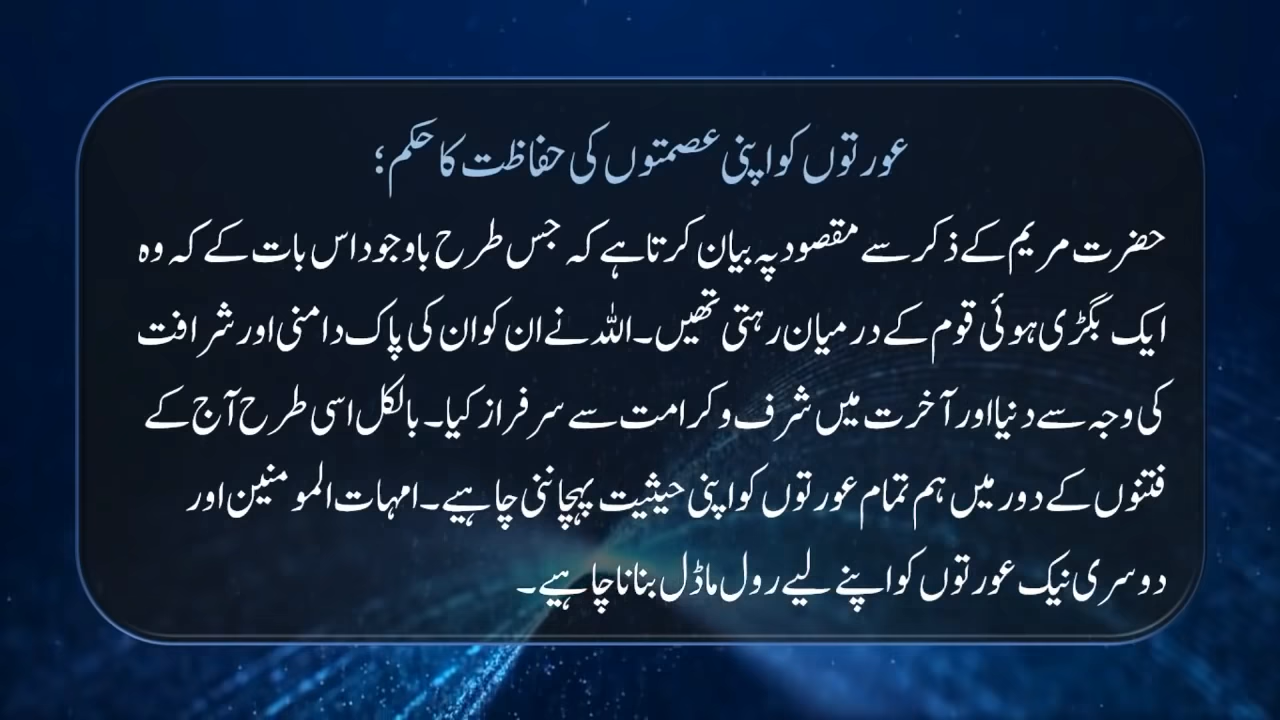 عورتوں کو اپنی عصمتوں کی حفاظت کا حکم؛
حضرت مریم کے ذکر سے مقصود یہ بیان کرتا ہے کہ جس طرح باوجود اس بات کے کہ وہ
ایک بگڑی ہوئی قوم کے درمیان رہتی تھیں۔ اللہ نے ان کو ان کی پاک دامنی اور شرافت
کی وجہ سے دنیا اور آخرت میں شرف و کرامت سے سرفراز کیا۔ بالکل اسی طرح آج کے
فتنوں کے دور میں ہم تمام عورتوں کو اپنی حیثیت پہچاننی چاہیے۔ امہات المومنین اور
دوسری نیک عورتوں کو اپنے لیے رول ماڈل بنانا چاہیے۔